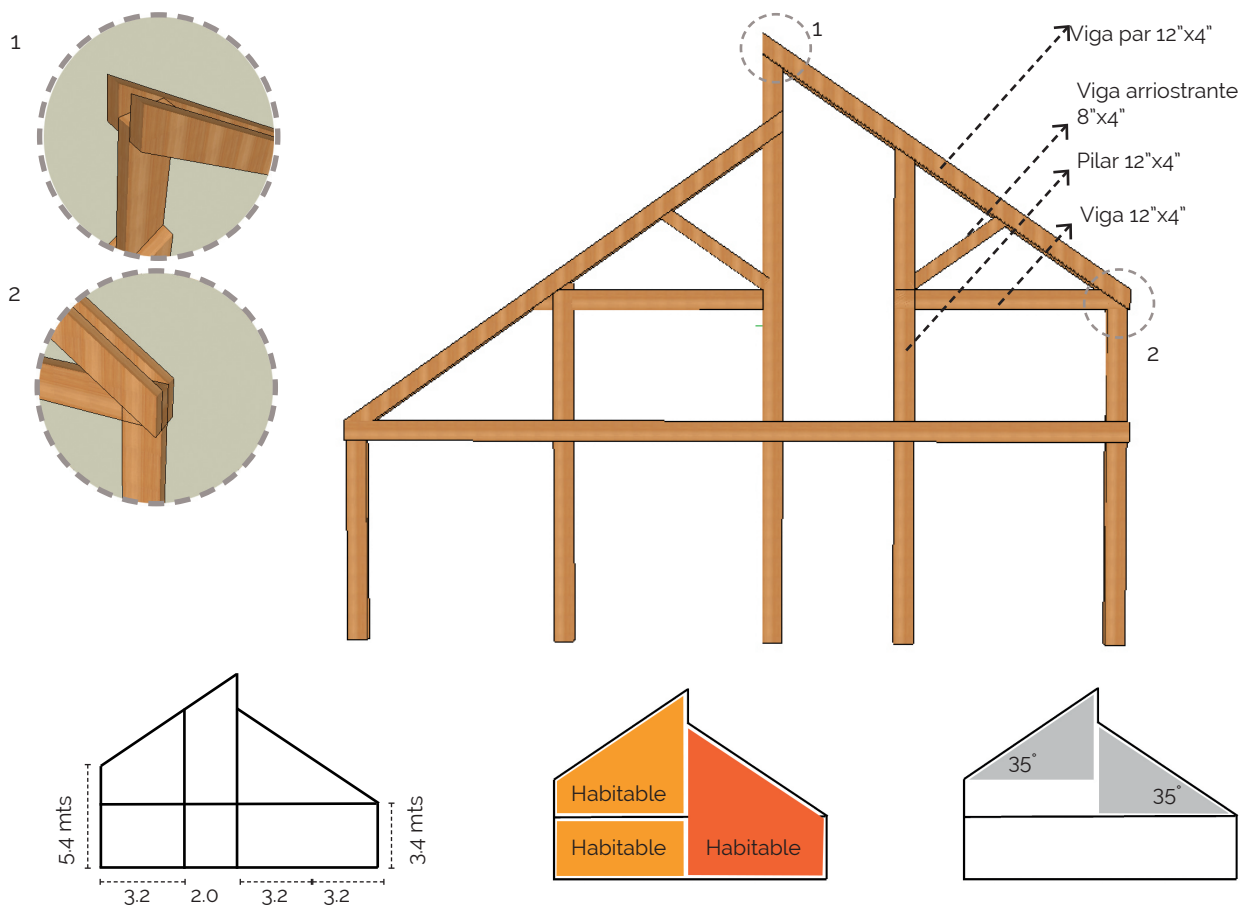 1
2
1
Viga par 12”x4”
Viga arriostrante
8”x4”
Pilar 12”x4”
Viga 12”x4”
2
5.4 mts
3.4 mts
3.2
2.0
3.2
3.2
Habitable
Habitable
Habitable
35°
35°